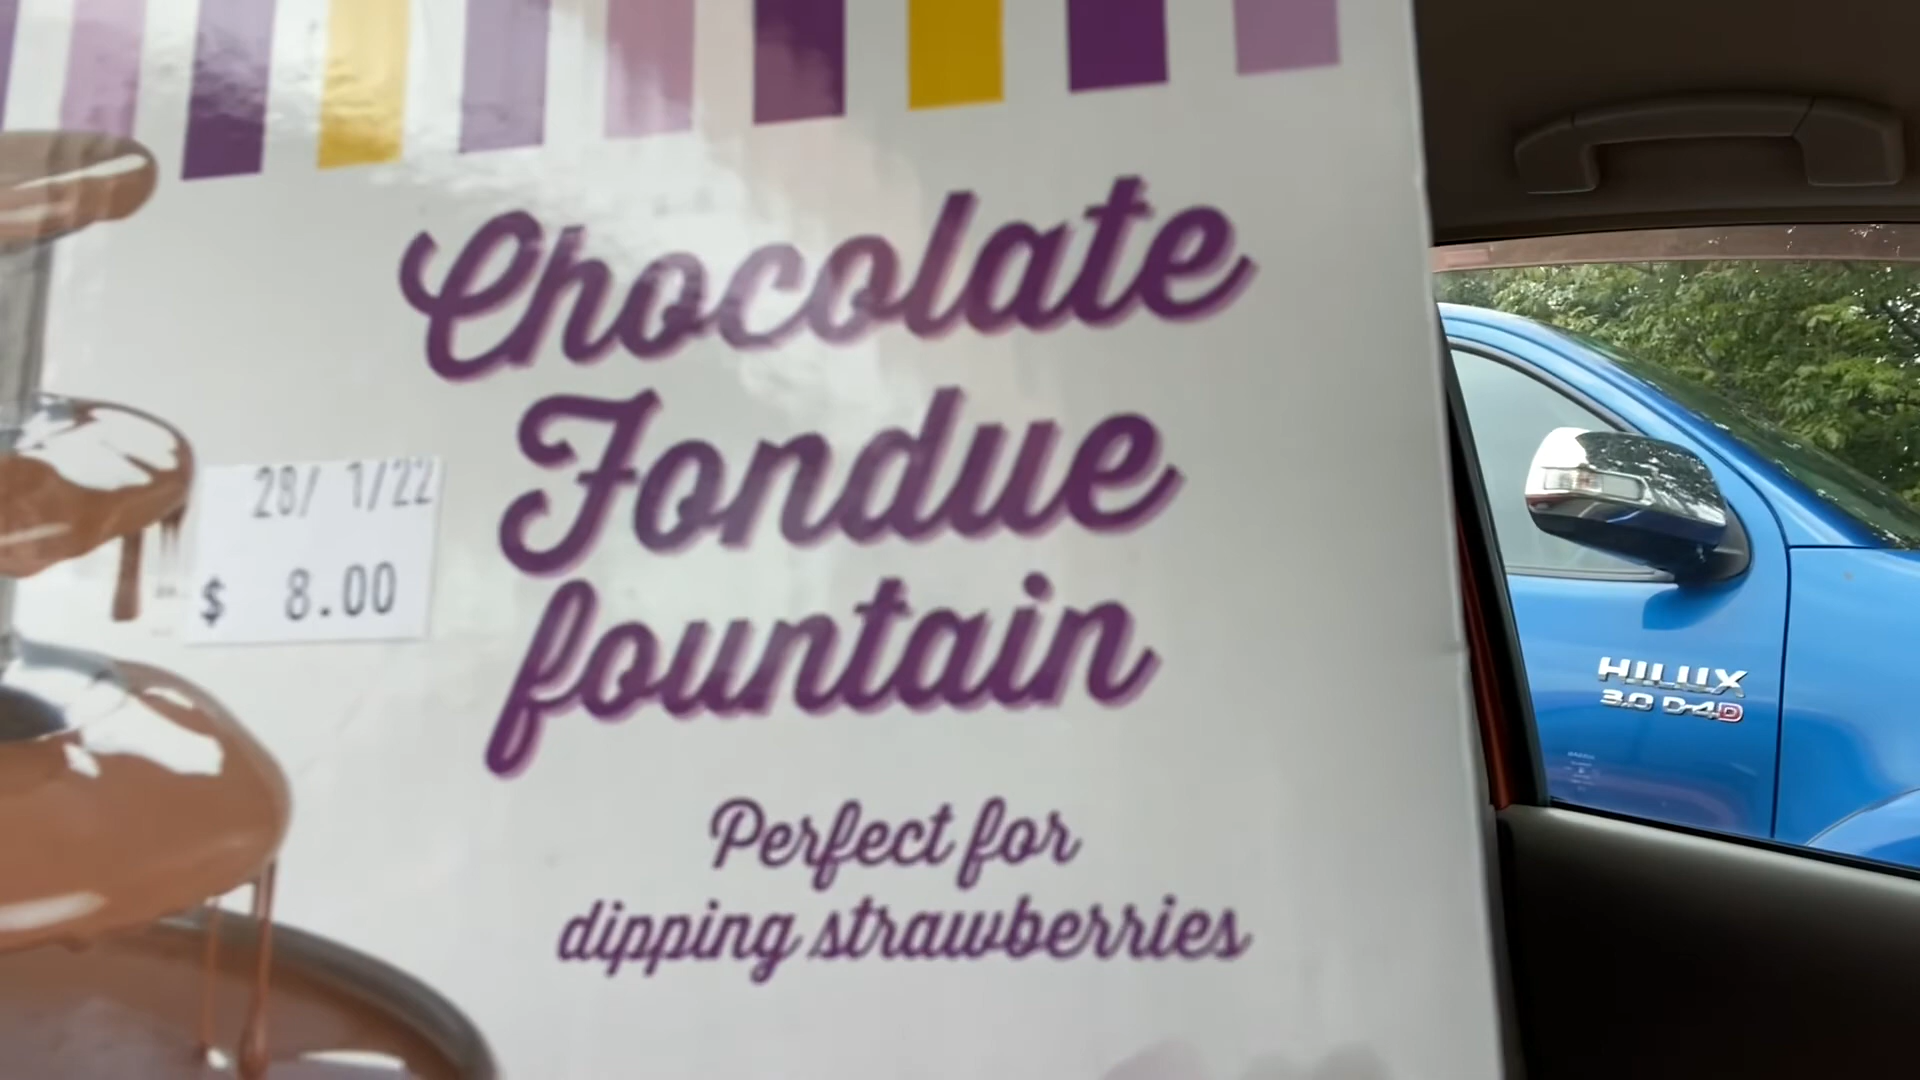 Chocolate
Fondue
fountain
28/ 1/22
$ 8.00
Perfect for
dipping strawberries
HILUX
3.0 D-4D